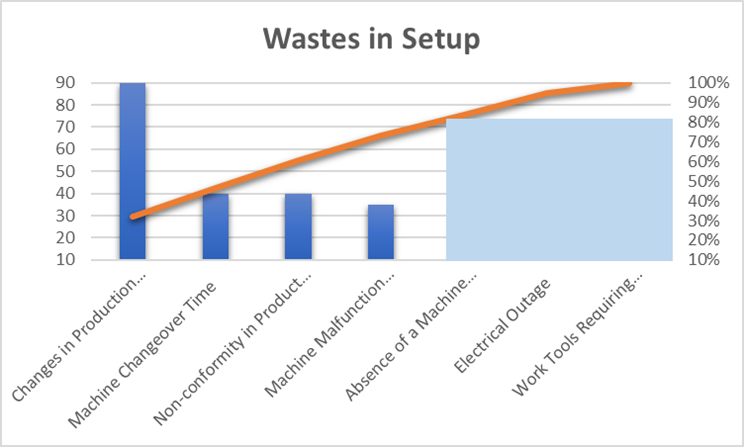 Wastes in Setup
90
80
70
60
50
40
30
20
10
100%
90%
80%
70%
60%
50%
40%
30%
20%
10%
Changes in Production...
Machine Changeover Time
Non-conformity in Product...
Machine Malfunction...
Absence of a Machine...
Electrical Outage
Work Tools Requiring...